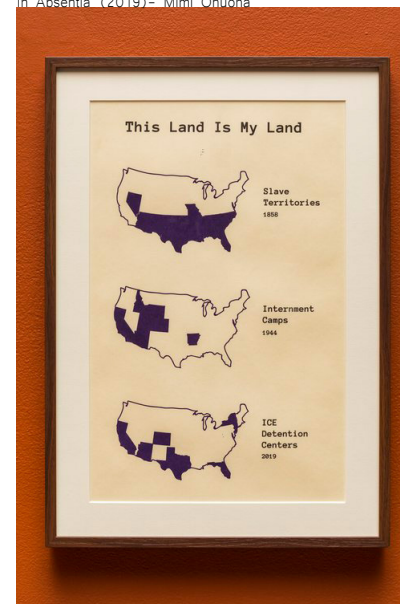 In Absentia (2019)- Mimi Onuoha
This Land Is My Land
Slave
Territories
1858
Internment
Camps
1944
ICE
Detention
Centers
2019